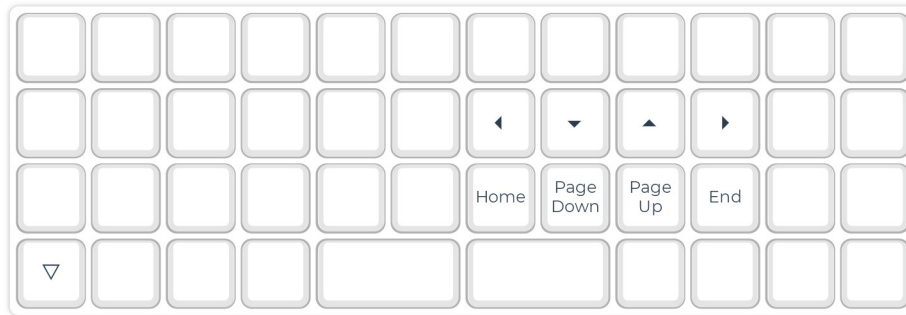 ◀ ▼ ▲ ▶
Home Page Down Page Up End
▽